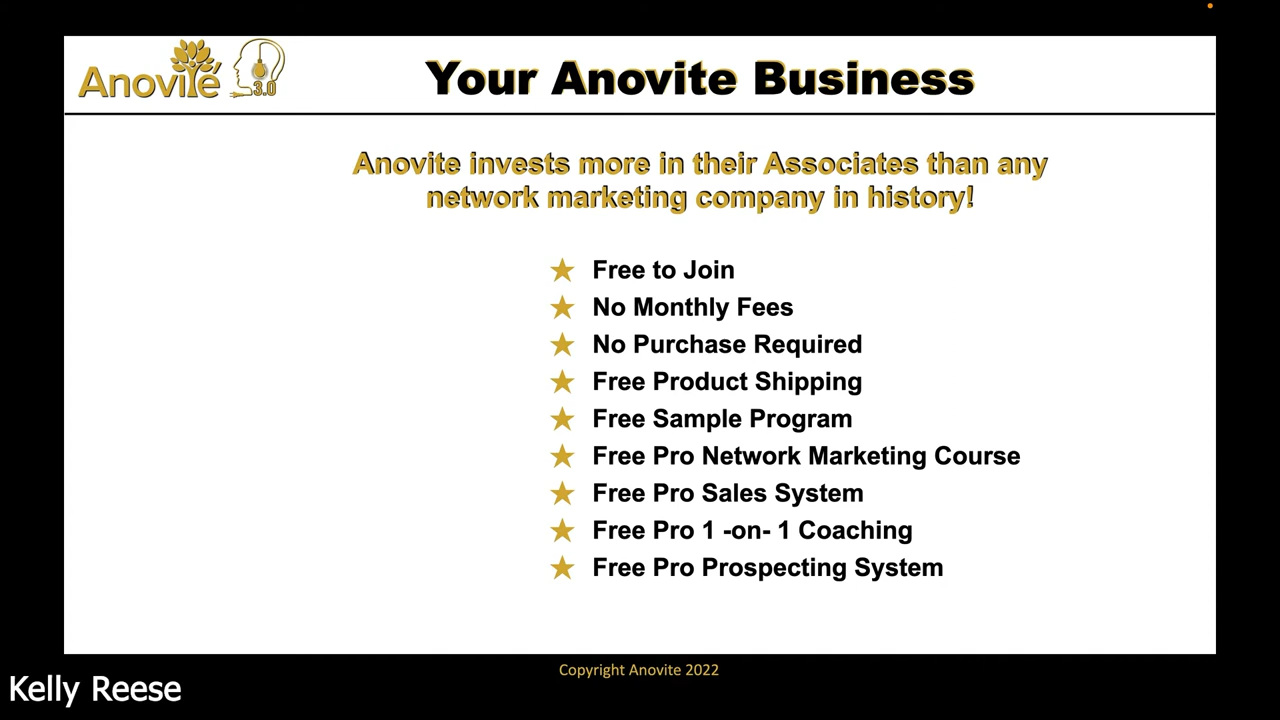 Anovite
3.0
Your Anovite Business
Anovite invests more in their Associates than any
network marketing company in history!
Free to Join
No Monthly Fees
No Purchase Required
Free Product Shipping
Free Sample Program
Free Pro Network Marketing Course
Free Pro Sales System
Free Pro 1 -on- 1 Coaching
Free Pro Prospecting System
Copyright Anovite 2022
Kelly Reese